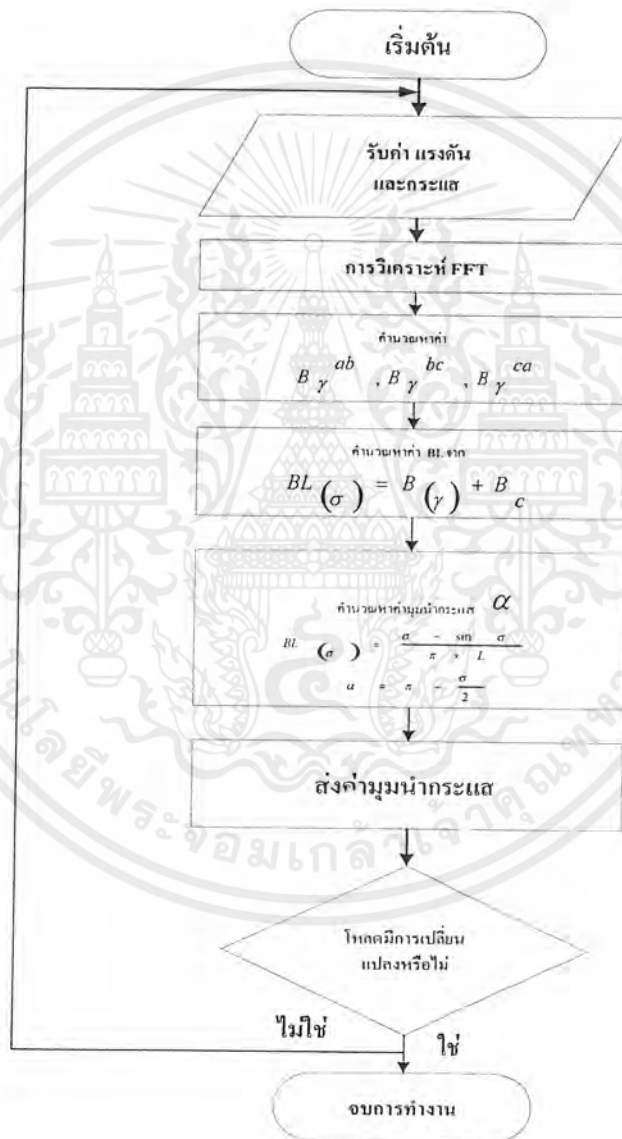 เริ่มต้น
รับค่า แรงดัน
และกระแส
การวิเคราะห์ FFT
คำนวณหาค่า
B γ ab , B γ bc , B γ ca
คำนวณหาค่า BL จาก
BL (σ) = B (γ) + B c
คำนวณหาค่ามุมนำกระแส α
BL (σ) = σ - sin σ / π × L
α = π - σ / 2
ส่งค่ามุมนำกระแส
โหลดมีการเปลี่ยน
แปลงหรือไม่
ไม่ใช่
ใช่
จบการทำงาน